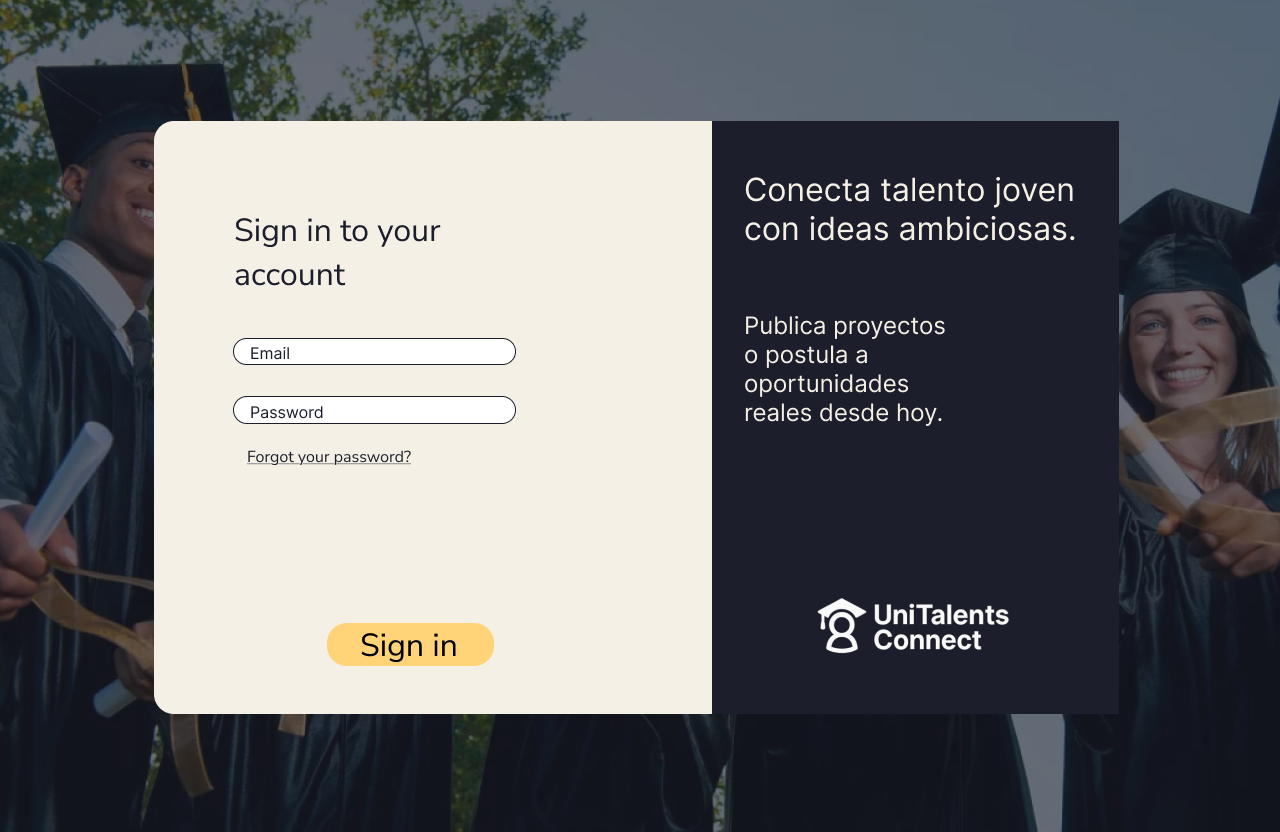 Sign in to your
account
Email
Password
Forgot your password?
Sign in
Conecta talento joven
con ideas ambiciosas.
Publica proyectos
o postula a
oportunidades
reales desde hoy.
UniTalents
Connect